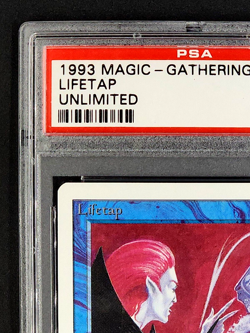 PSA
1993 MAGIC - GATHERING
LIFETAP
UNLIMITED
Lifetap